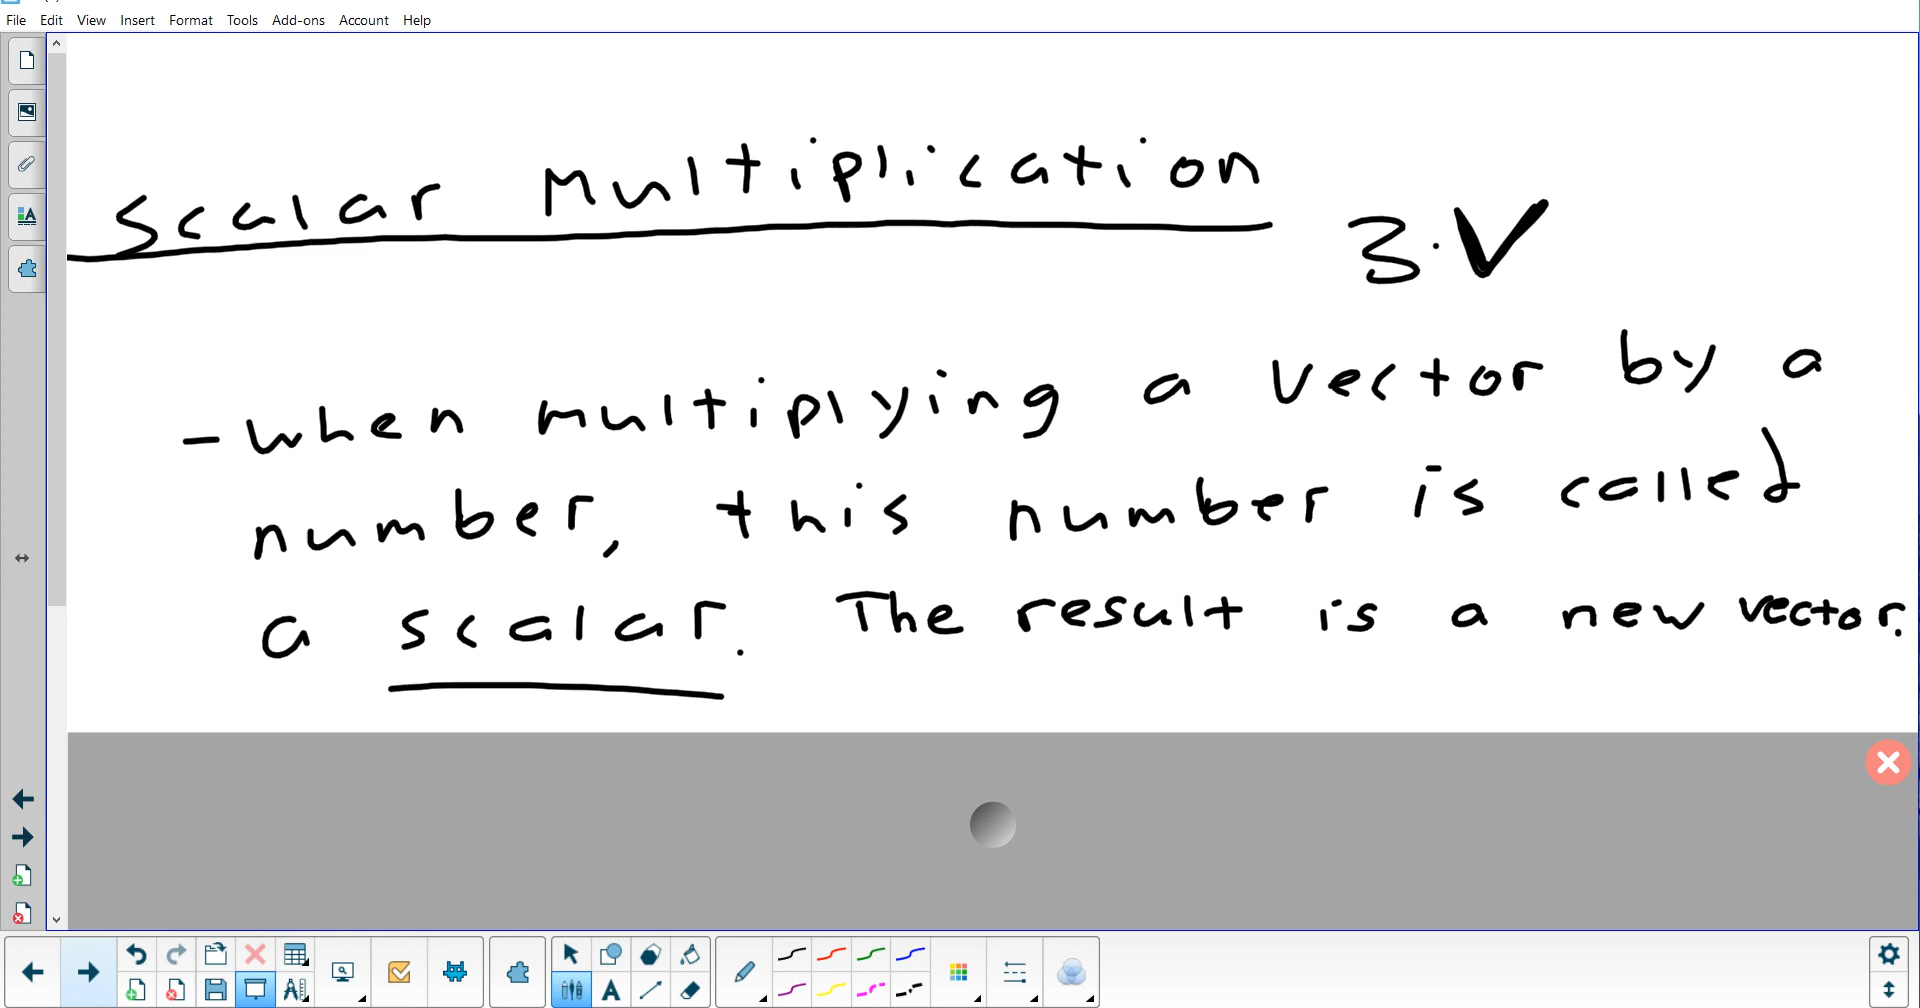 File Edit View Insert Format Tools Add-ons Account Help
Scalar Multiplication
3·V
- When multiplying a vector by a
number, this number is called
a scalar. The result is a new vector.